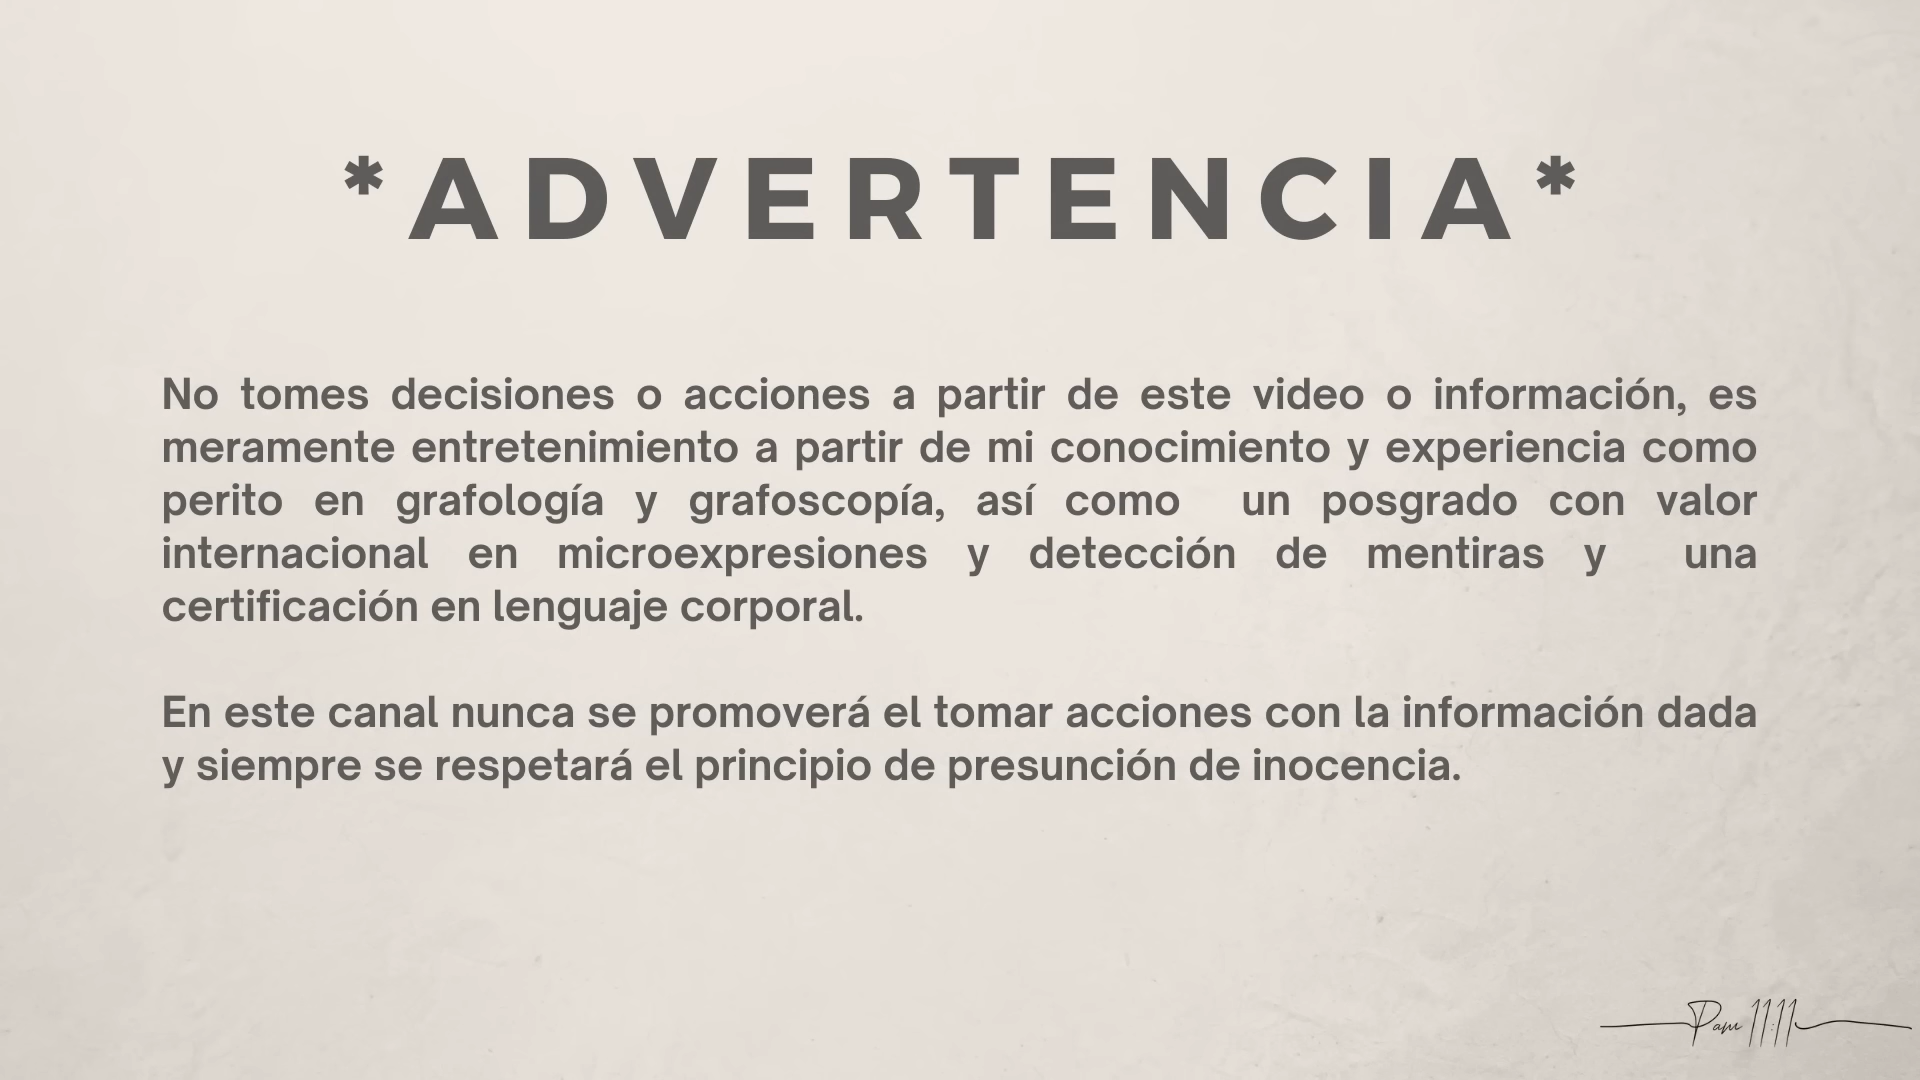 *ADVERTENCIA*
No tomes decisiones o acciones a partir de este video o información, es
meramente entretenimiento a partir de mi conocimiento y experiencia como
perito en grafología y grafoscopía, así como un posgrado con valor
internacional en microexpresiones y detección de mentiras y una
certificación en lenguaje corporal.
En este canal nunca se promoverá el tomar acciones con la información dada
y siempre se respetará el principio de presunción de inocencia.
Pam 11:11